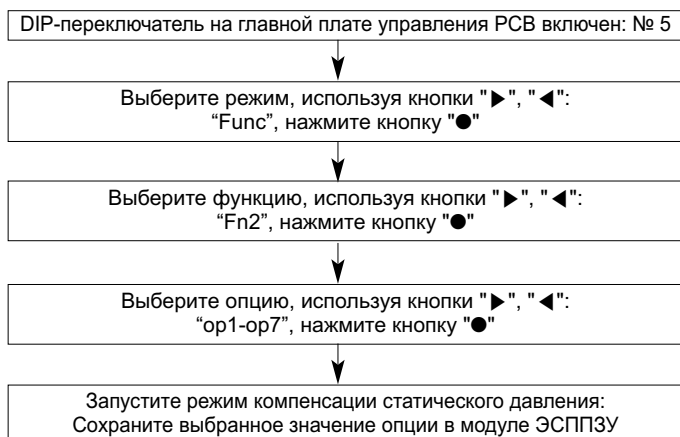 DIP-переключатель на главной плате управления PCB включен: № 5
Выберите режим, используя кнопки "▶", "◀":
“Func”, нажмите кнопку "●"
Выберите функцию, используя кнопки "▶", "◀":
“Fn2”, нажмите кнопку "●"
Выберите опцию, используя кнопки "▶", "◀":
“op1-op7”, нажмите кнопку "●"
Запустите режим компенсации статического давления:
Сохраните выбранное значение опции в модуле ЭСППЗУ